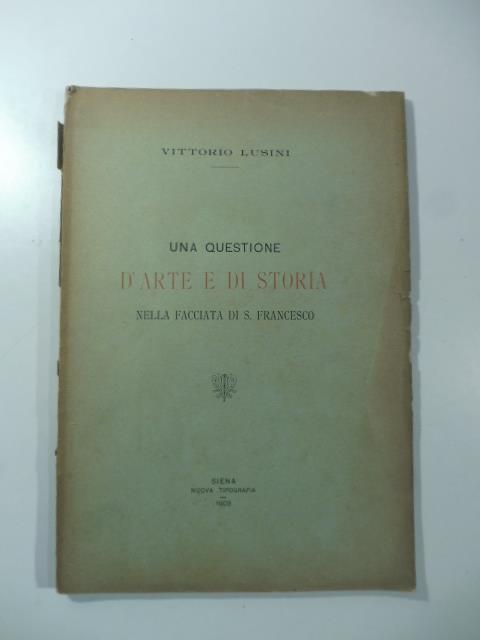 VITTORIO LUSINI
UNA QUESTIONE
D'ARTE E DI STORIA
NELLA FACCIATA DI S. FRANCESCO
SIENA
NUOVA TIPOGRAFIA